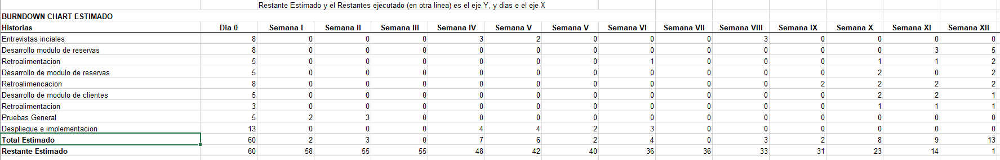 Restante Estimado y el Restantes ejecutado (en otra linea) es el eje Y, y dias e el eje X
BURNDOWN CHART ESTIMADO
Historias Dia 0 Semana I Semana II Semana III Semana IV Semana V Semana V Semana VI Semana VII Semana VIII Semana IX Semana X Semana XI Semana XII
Entrevistas inciales 8 0 0 0 3 2 0 0 0 3 0 0 0 0
Desarrollo modulo de reservas 8 0 0 0 0 0 0 0 0 0 0 0 3 5
Retroalimentacion 5 0 0 0 0 0 0 1 0 0 0 1 1 2
Desarrollo de modulo de reservas 5 0 0 0 0 0 0 0 0 0 0 2 0 2
Retroalimencacion 8 0 0 0 0 0 0 0 0 0 2 2 2 2
Desarrollo de modulo de clientes 5 0 0 0 0 0 0 0 0 0 0 2 2 1
Retroalimentacion 3 0 0 0 0 0 0 0 0 0 0 1 1 1
Pruebas General 5 2 3 0 0 0 0 0 0 0 0 0 0 0
Despliegue e implementacion 13 0 0 0 4 4 2 3 0 0 0 0 0 0
Total Estimado 60 2 3 0 7 6 2 4 0 3 2 8 9 13
Restante Estimado 60 58 55 55 48 42 40 36 36 33 31 23 14 1